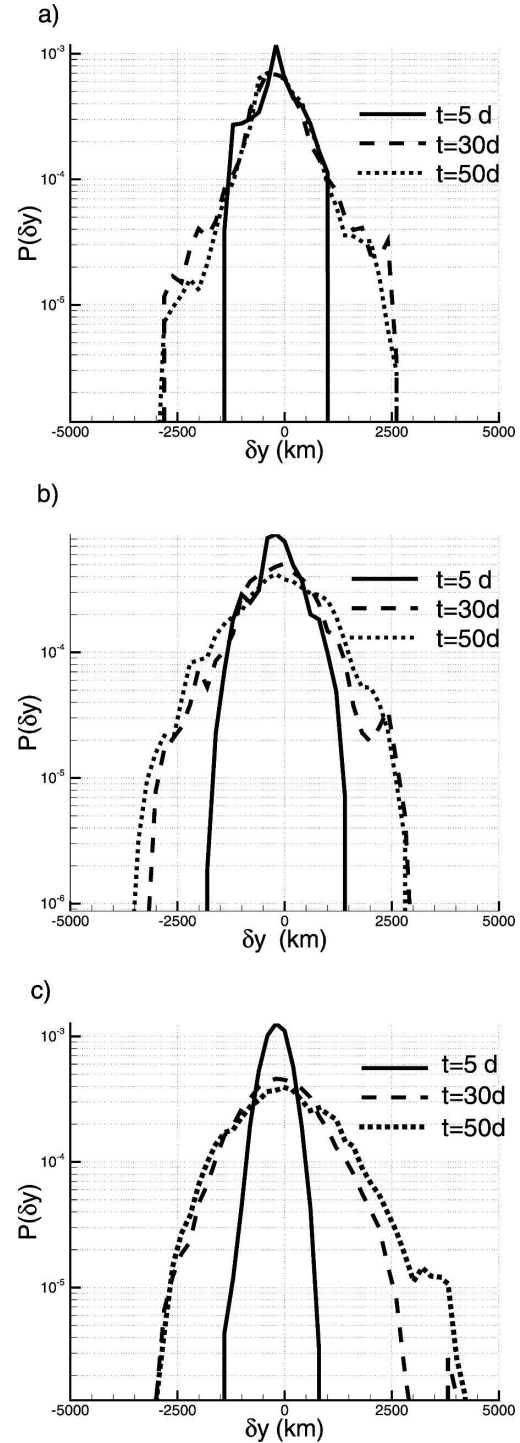 a)
10⁻³
10⁻⁴
10⁻⁵
P(δy)
t=5 d
t=30d
t=50d
-5000 -2500 0 2500 5000
δy (km)
b)
10⁻⁴
10⁻⁵
10⁻⁶
P(δy)
t=5 d
t=30d
t=50d
-5000 -2500 0 2500 5000
δy (km)
c)
10⁻³
10⁻⁴
10⁻⁵
P(δy)
t=5 d
t=30d
t=50d
-5000 -2500 0 2500 5000
δy (km)